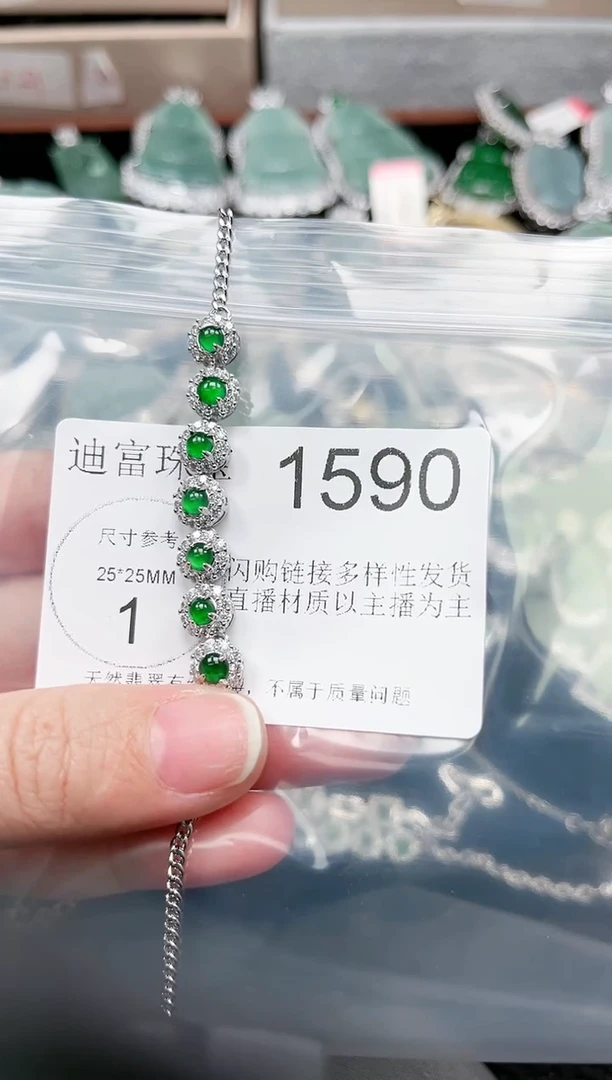 迪富珠宝
1590
尺寸参考
25*25MM
1
闪购链接多样性发货
直播材质以主播为主
天然翡翠有 ，不属于质量问题